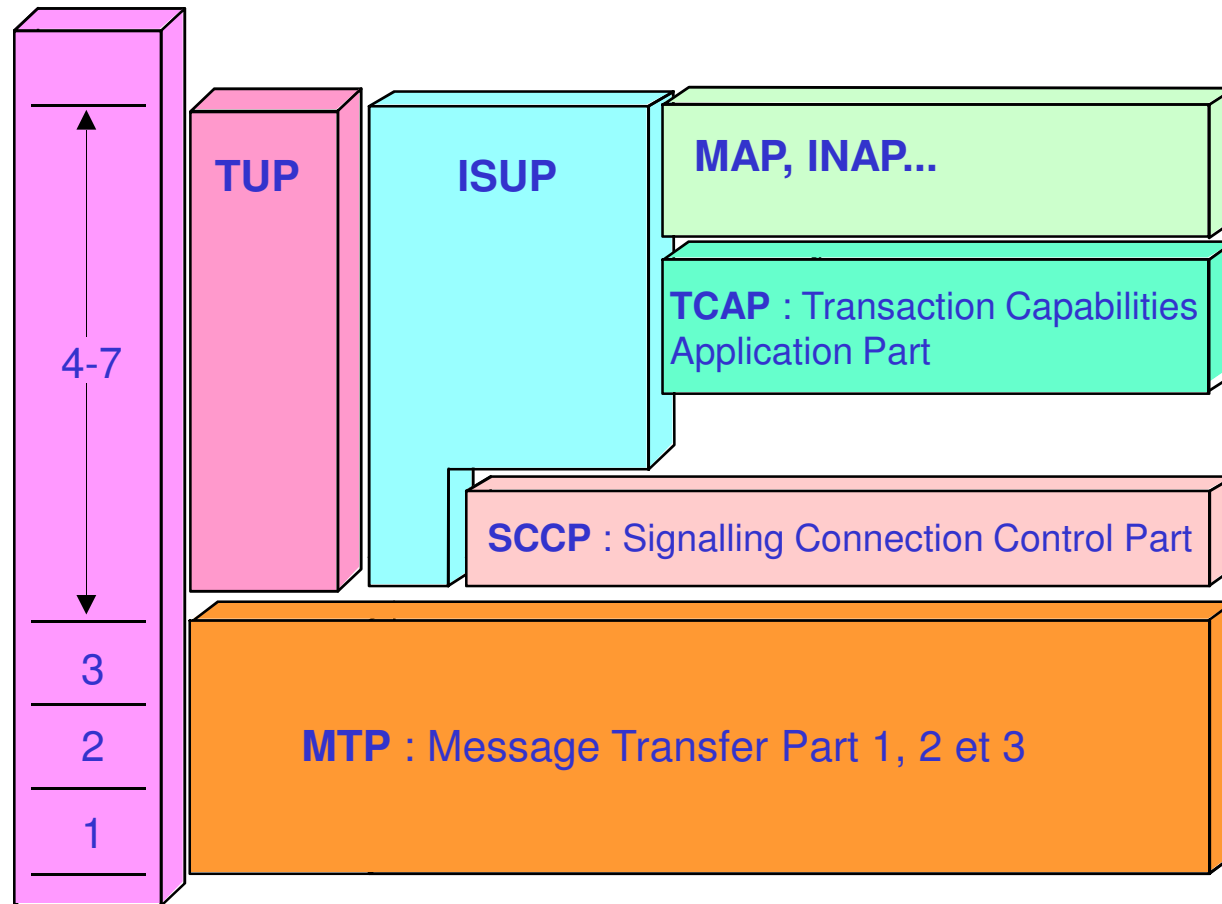 TUP
ISUP
MAP, INAP...
TCAP : Transaction Capabilities
Application Part
4-7
SCCP : Signalling Connection Control Part
3
2
MTP : Message Transfer Part 1, 2 et 3
1